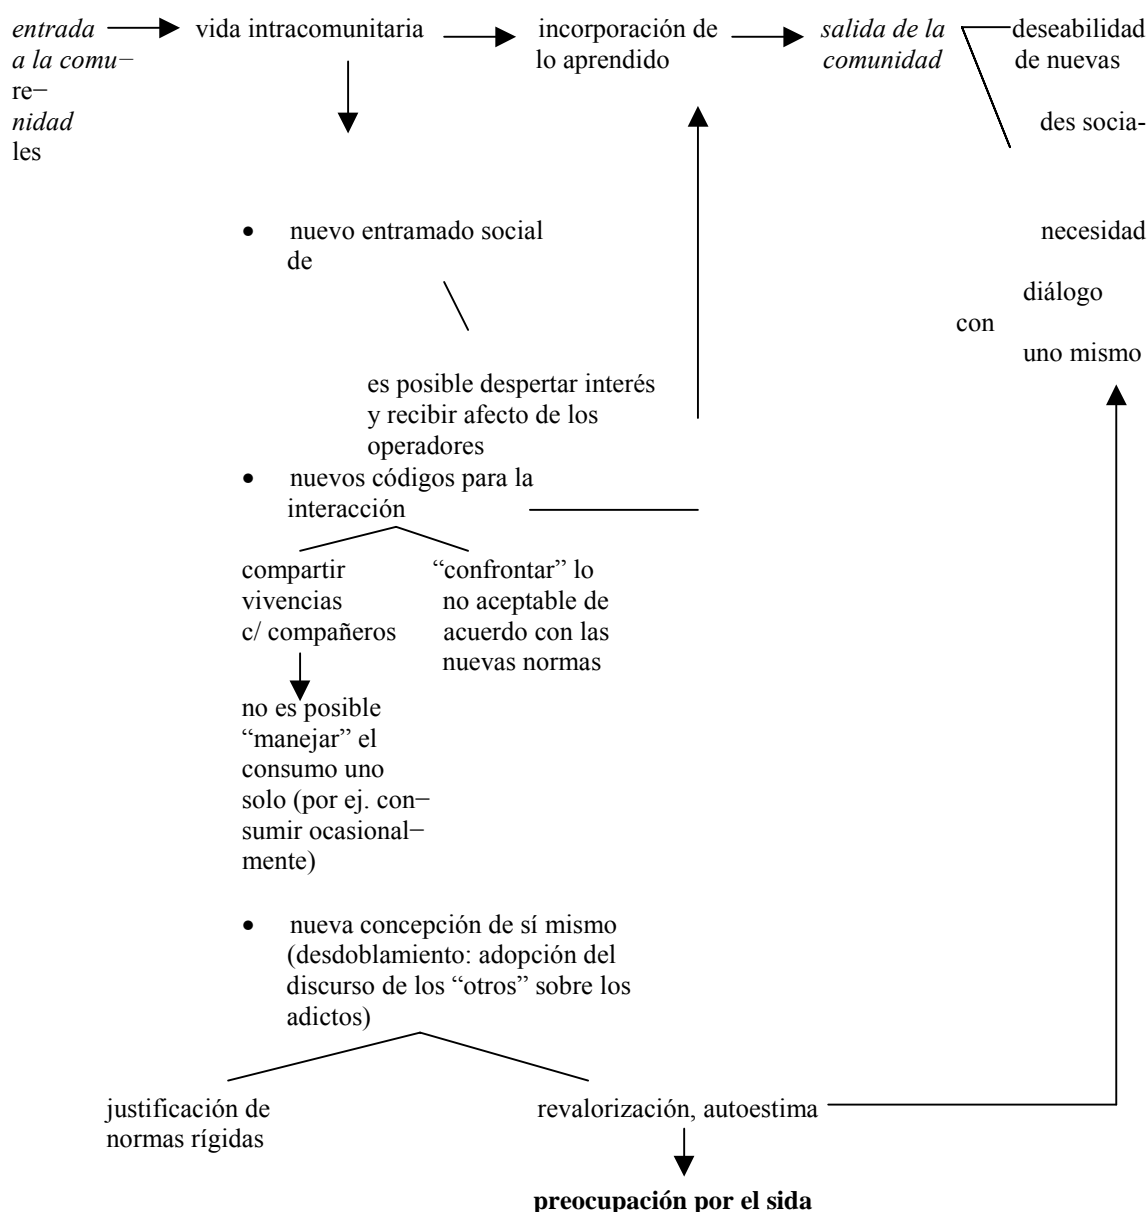 entrada vida intracomunitaria incorporación de salida de la deseabilidad
a la comu− lo aprendido comunidad de nuevas
re−
nidad des socia-
les
• nuevo entramado social necesidad
de
diálogo
con
uno mismo
es posible despertar interés
y recibir afecto de los
operadores
• nuevos códigos para la
interacción
compartir
vivencias
c/ compañeros
“confrontar” lo
no aceptable de
acuerdo con las
nuevas normas
no es posible
“manejar” el
consumo uno
solo (por ej. con−
sumir ocasional−
mente)
• nueva concepción de sí mismo
(desdoblamiento: adopción del
discurso de los “otros” sobre los
adictos)
justificación de
normas rígidas
revalorización, autoestima
preocupación por el sida